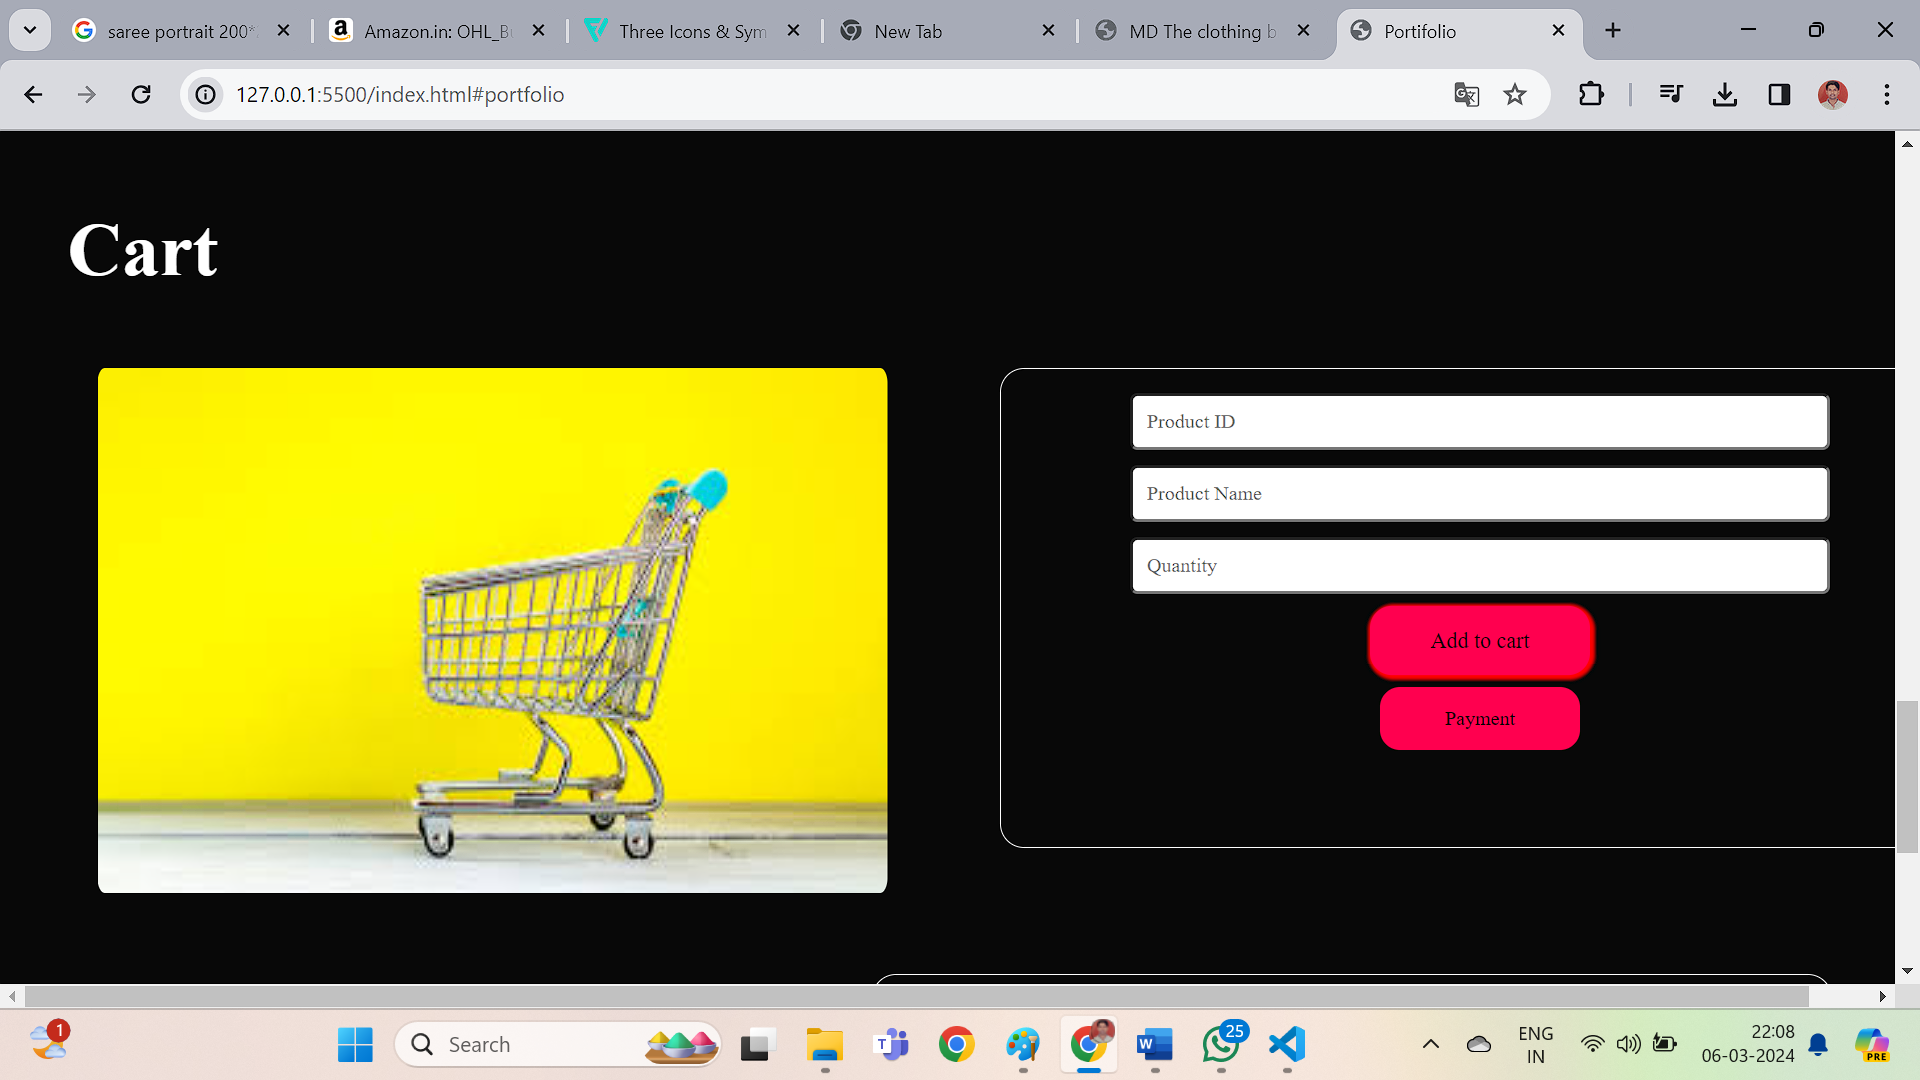 saree portrait 200*
Amazon.in: OHL_Bu
Three Icons & Sym
New Tab
MD The clothing b
Portifolio
127.0.0.1:5500/index.html#portfolio
Cart
Product ID
Product Name
Quantity
Add to cart
Payment
1
Search
25
ENG
IN
22:08
06-03-2024
PRE